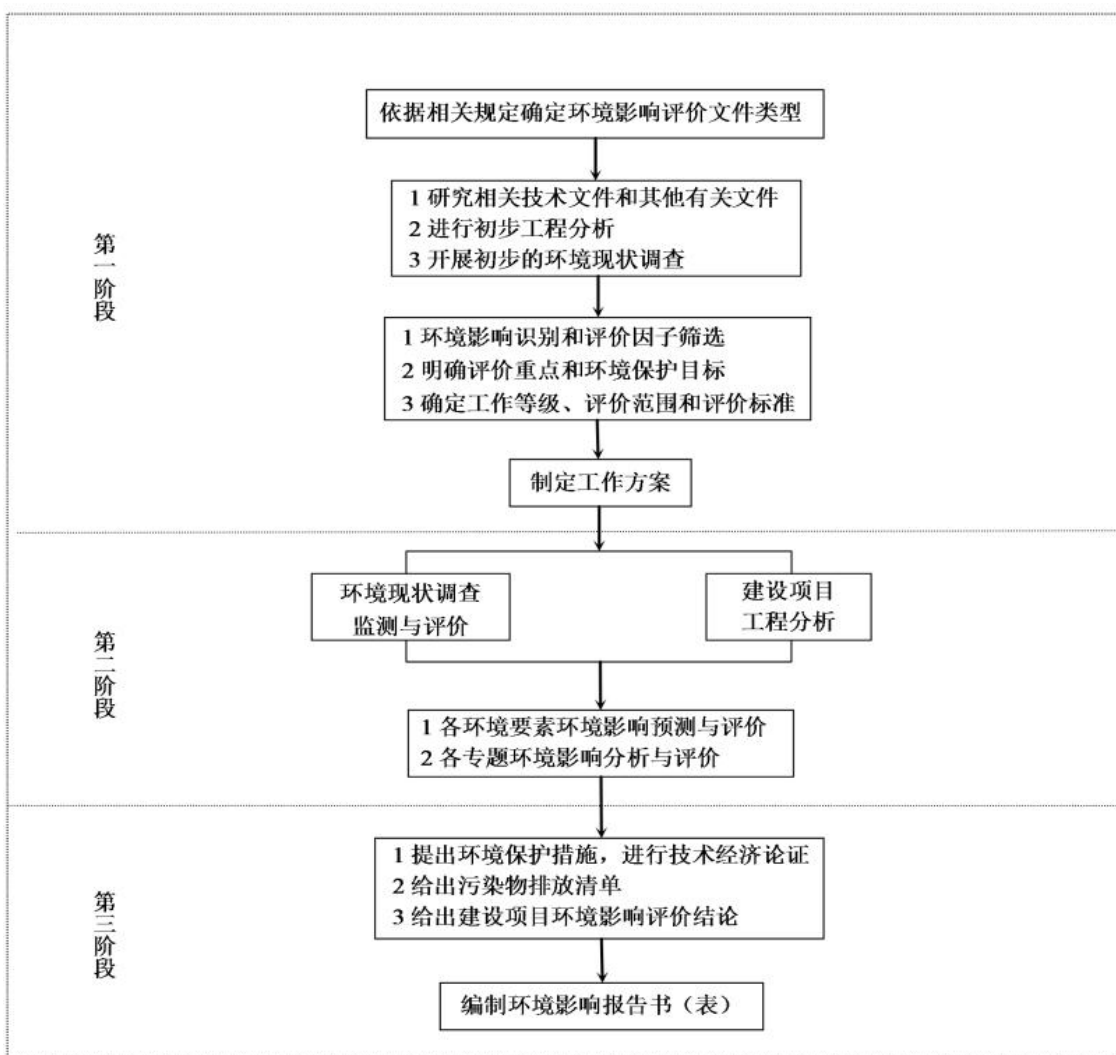 依据相关规定确定环境影响评价文件类型
1 研究相关技术文件和其他有关文件
2 进行初步工程分析
3 开展初步的环境现状调查
第一阶段
1 环境影响识别和评价因子筛选
2 明确评价重点和环境保护目标
3 确定工作等级、评价范围和评价标准
制定工作方案
环境现状调查
监测与评价
建设项目
工程分析
第二阶段
1 各环境要素环境影响预测与评价
2 各专题环境影响分析与评价
1 提出环境保护措施，进行技术经济论证
2 给出污染物排放清单
3 给出建设项目环境影响评价结论
第三阶段
编制环境影响报告书（表）